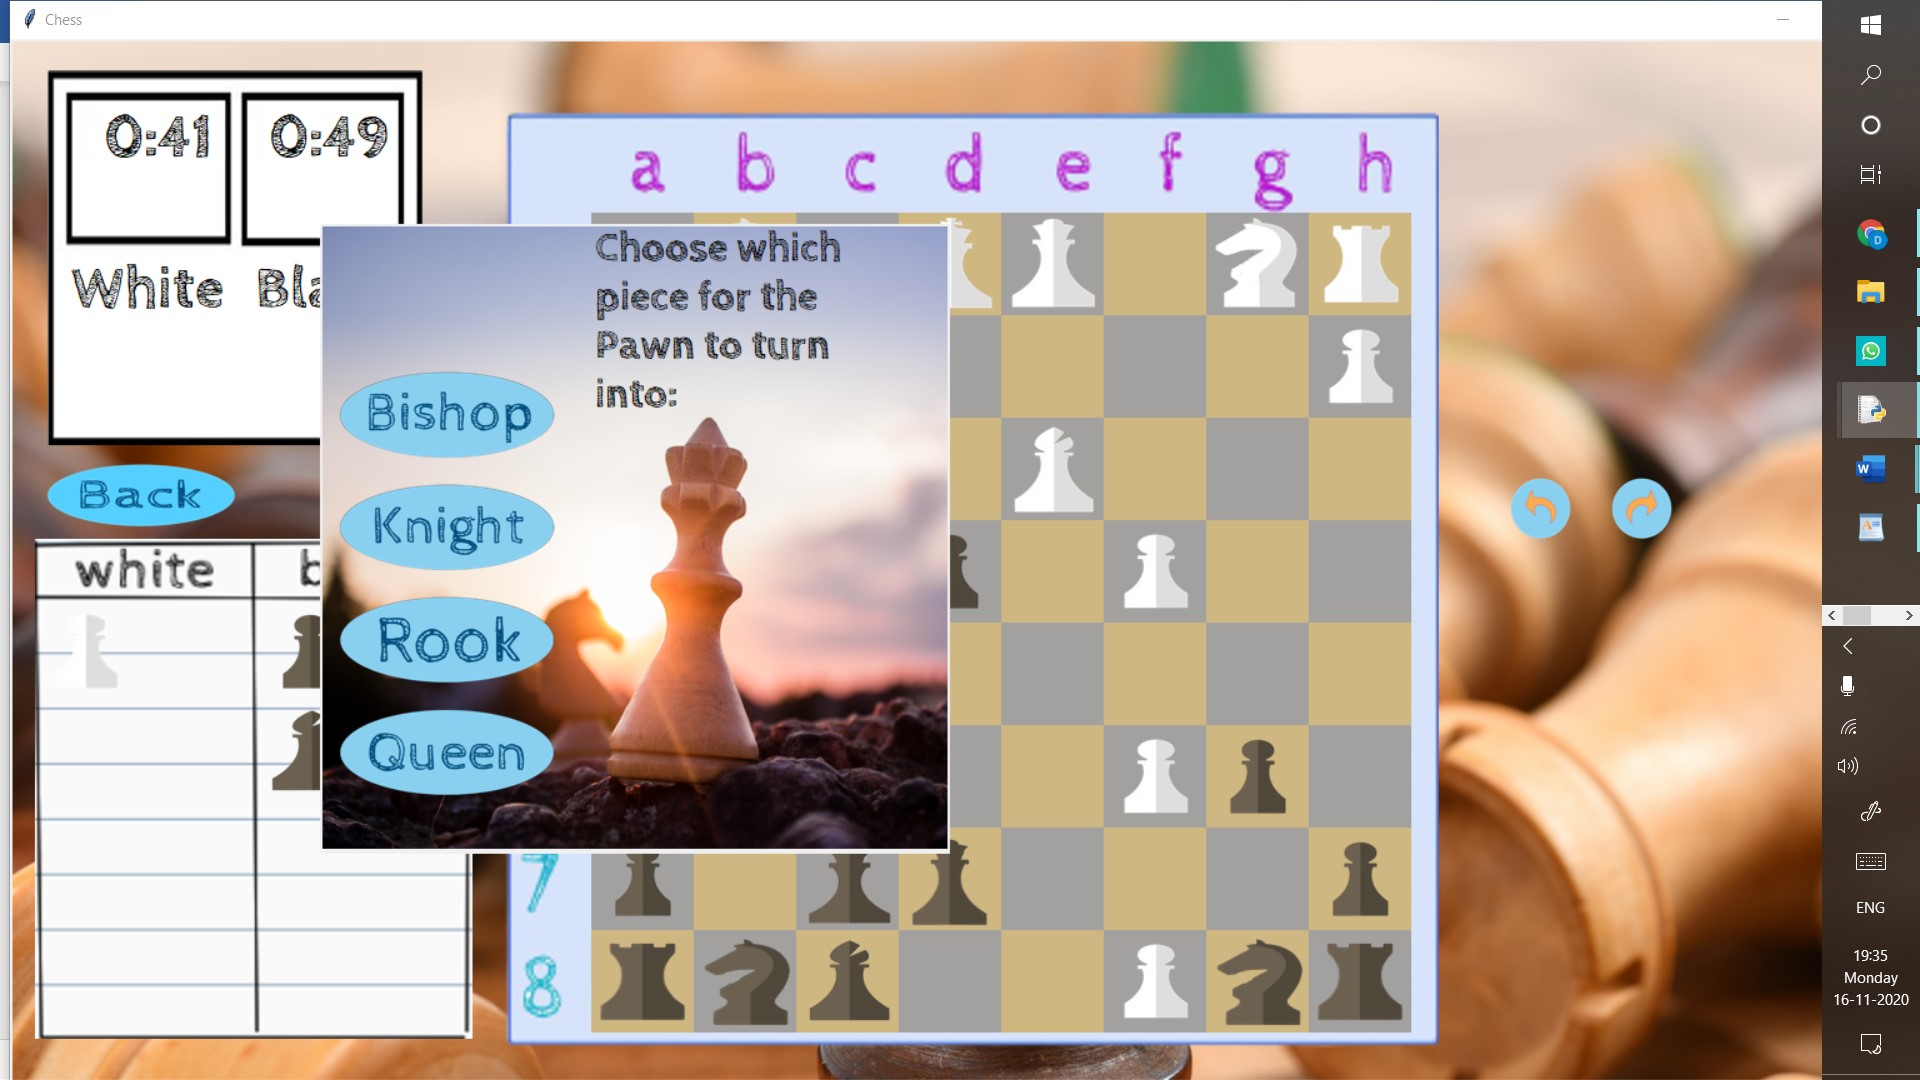 Chess
0:41 0:49
White Bla
a b c d e f g h
Choose which
piece for the
Pawn to turn
into:
Bishop
Knight
Rook
Queen
Back
white b
7
8
ENG
19:35
Monday
16-11-2020